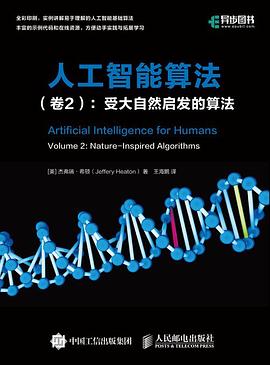 全彩印刷，实例讲解易于理解的人工智能基础算法
丰富的示例代码和在线资源，方便动手实践与拓展学习
异步图书
www.epubit.com
人工智能算法
（卷2）：受大自然启发的算法
Artificial Intelligence for Humans
Volume 2: Nature-Inspired Algorithms
[美] 杰弗瑞·希顿（Jeffery Heaton） 著 王海鹏 译
中国工信出版集团
人民邮电出版社
POSTS & TELECOM PRESS